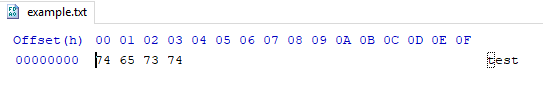 example.txt
Offset(h) 00 01 02 03 04 05 06 07 08 09 0A 0B 0C 0D 0E 0F
00000000 74 65 73 74 test